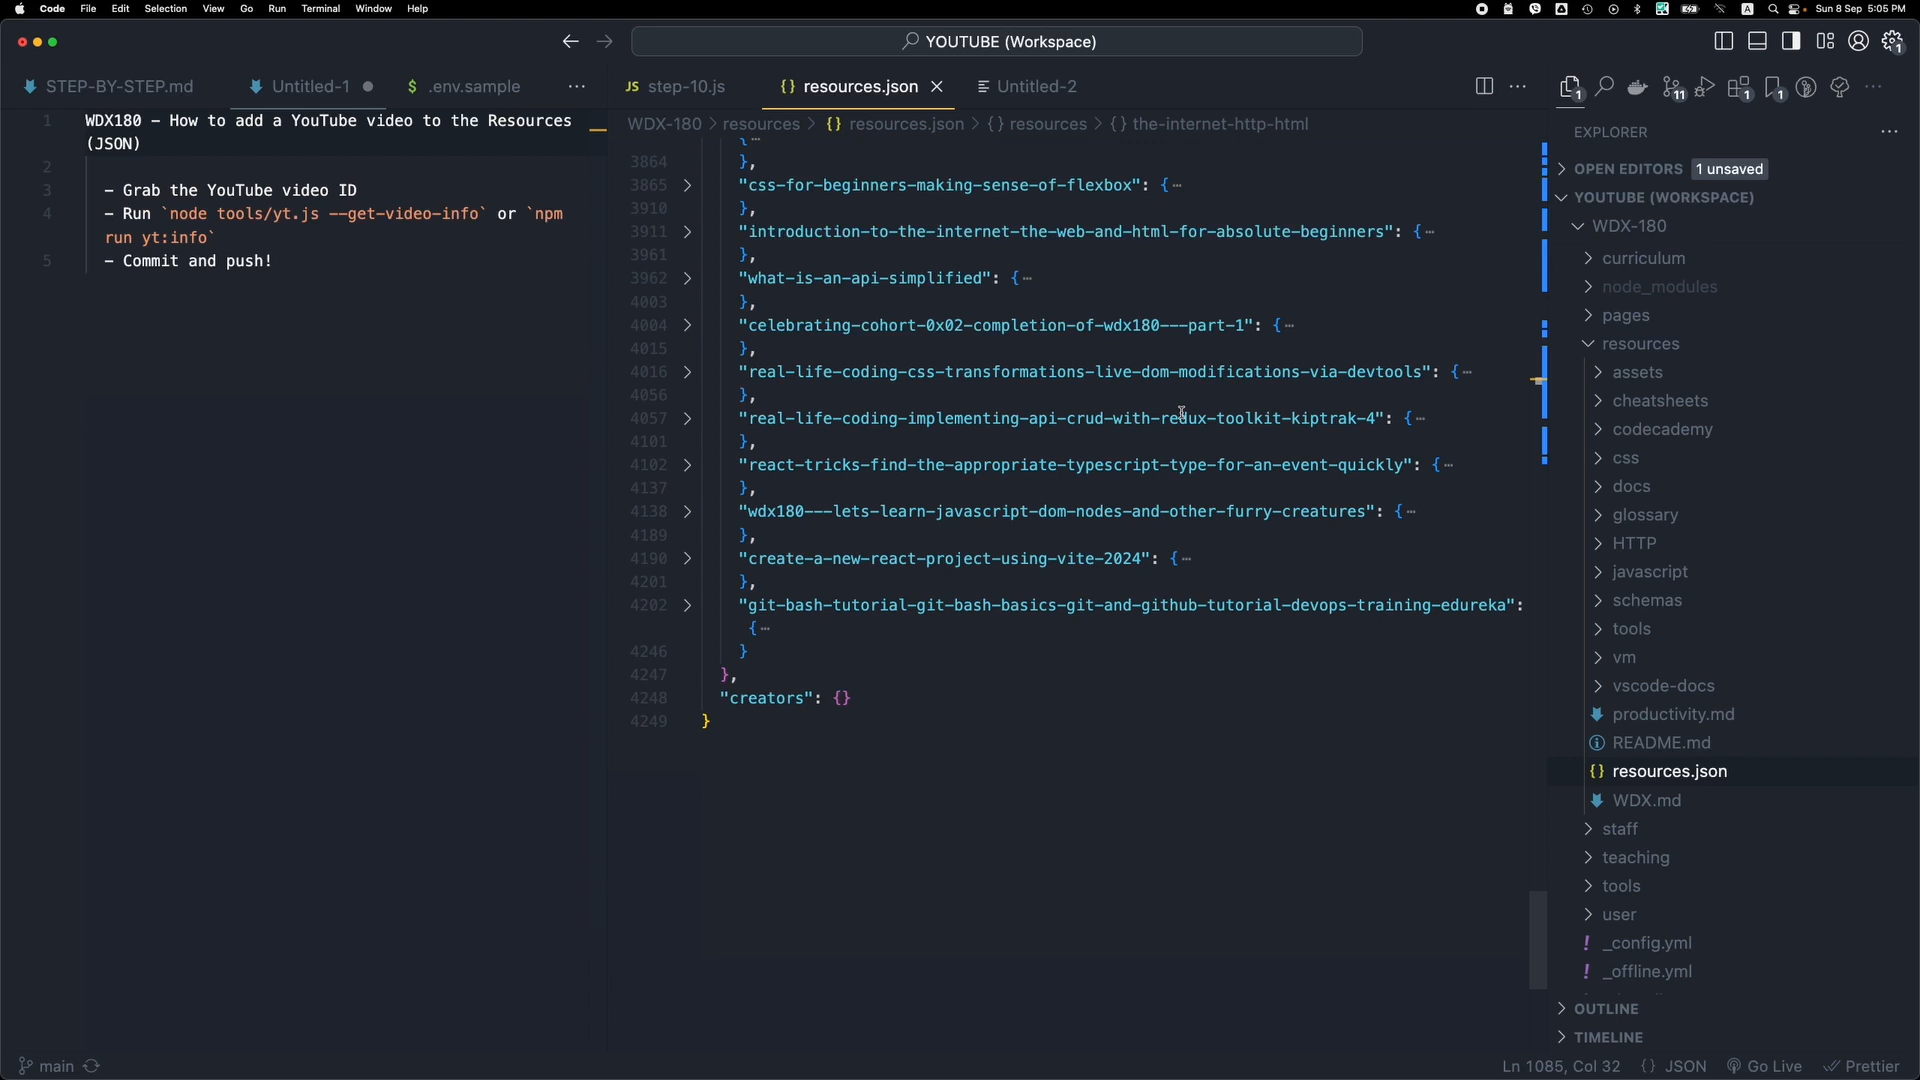 Code File Edit Selection View Go Run Terminal Window Help
A
Sun 8 Sep 5:05 PM
YOUTUBE (Workspace)
1
STEP-BY-STEP.md
Untitled-1
$ .env.sample
JS step-10.js
{} resources.json
Untitled-2
1 11 1 1
1 WDX180 - How to add a YouTube video to the Resources
(JSON)
2
3 - Grab the YouTube video ID
4 - Run `node tools/yt.js --get-video-info` or `npm
run yt:info`
5 - Commit and push!
WDX-180 > resources > {} resources.json > {} resources > {} the-internet-http-html
{…
3864 },
3865 "css-for-beginners-making-sense-of-flexbox": {…
3910 },
3911 "introduction-to-the-internet-the-web-and-html-for-absolute-beginners": {…
3961 },
3962 "what-is-an-api-simplified": {…
4003 },
4004 "celebrating-cohort-0x02-completion-of-wdx180---part-1": {…
4015 },
4016 "real-life-coding-css-transformations-live-dom-modifications-via-devtools": {…
4056 },
4057 "real-life-coding-implementing-api-crud-with-redux-toolkit-kiptrak-4": {…
4101 },
4102 "react-tricks-find-the-appropriate-typescript-type-for-an-event-quickly": {…
4137 },
4138 "wdx180---lets-learn-javascript-dom-nodes-and-other-furry-creatures": {…
4189 },
4190 "create-a-new-react-project-using-vite-2024": {…
4201 },
4202 "git-bash-tutorial-git-bash-basics-git-and-github-tutorial-devops-training-edureka":
{…
4246 }
4247 },
4248 "creators": {}
4249 }
EXPLORER
OPEN EDITORS 1 unsaved
YOUTUBE (WORKSPACE)
WDX-180
curriculum
node_modules
pages
resources
assets
cheatsheets
codecademy
css
docs
glossary
HTTP
javascript
schemas
tools
vm
vscode-docs
productivity.md
README.md
{} resources.json
WDX.md
staff
teaching
tools
user
! _config.yml
! _offline.yml
OUTLINE
TIMELINE
main
Ln 1085, Col 32
{} JSON
Go Live
Prettier